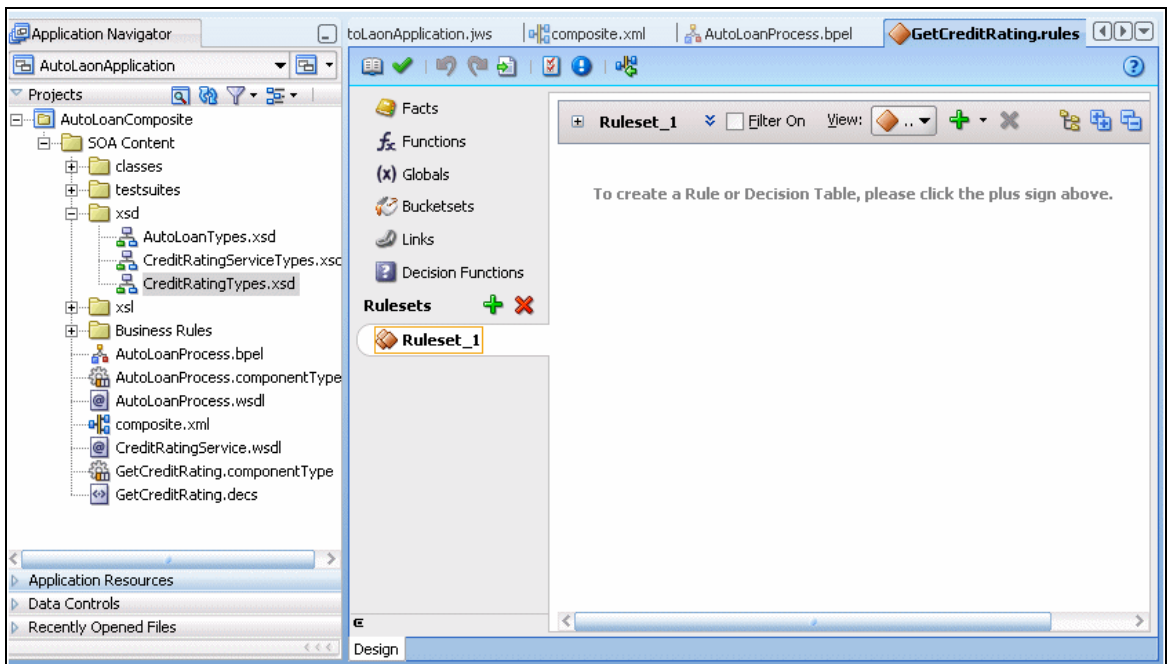 Application Navigator
AutoLaonApplication
Projects
AutoLoanComposite
SOA Content
classes
testsuites
xsd
AutoLoanTypes.xsd
CreditRatingServiceTypes.xsd
CreditRatingTypes.xsd
xsl
Business Rules
AutoLoanProcess.bpel
AutoLoanProcess.componentType
AutoLoanProcess.wsdl
composite.xml
CreditRatingService.wsdl
GetCreditRating.componentType
GetCreditRating.decs
Application Resources
Data Controls
Recently Opened Files
toLaonApplication.jws composite.xml AutoLoanProcess.bpel GetCreditRating.rules
Facts
Functions
Globals
Bucketsets
Links
Decision Functions
Rulesets
Ruleset_1
Ruleset_1 Filter On View: ..
To create a Rule or Decision Table, please click the plus sign above.
Design